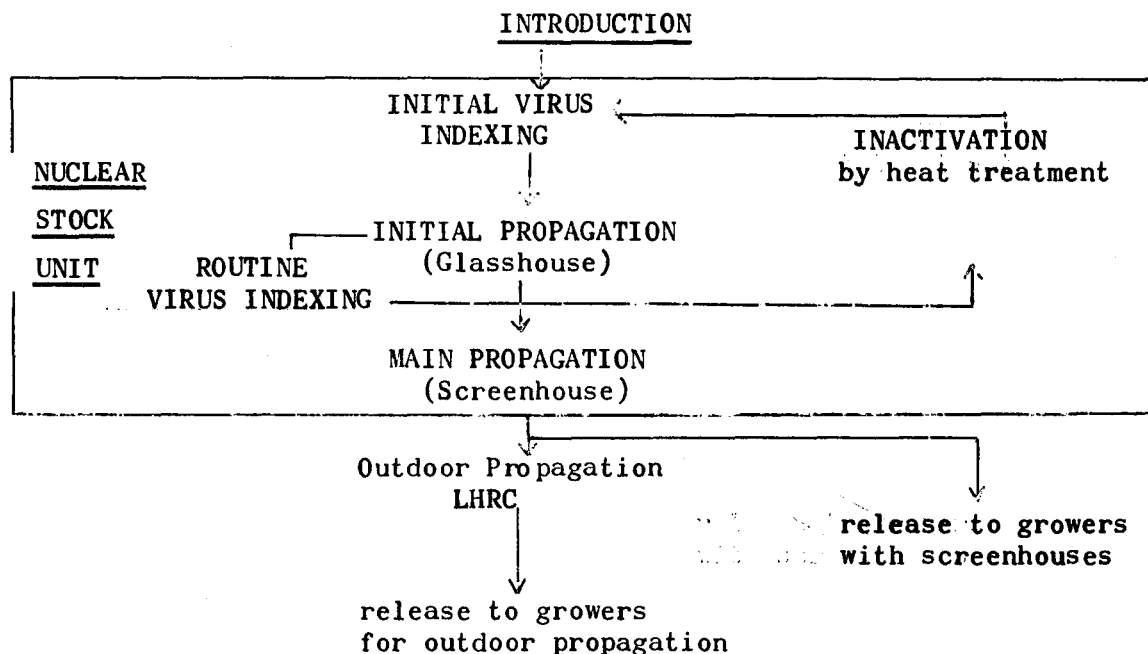 INTRODUCTION
INITIAL VIRUS
INDEXING
INACTIVATION
by heat treatment
NUCLEAR
STOCK
UNIT
INITIAL PROPAGATION
(Glasshouse)
ROUTINE
VIRUS INDEXING
MAIN PROPAGATION
(Screenhouse)
Outdoor Propagation
LHRC
release to growers
with screenhouses
release to growers
for outdoor propagation